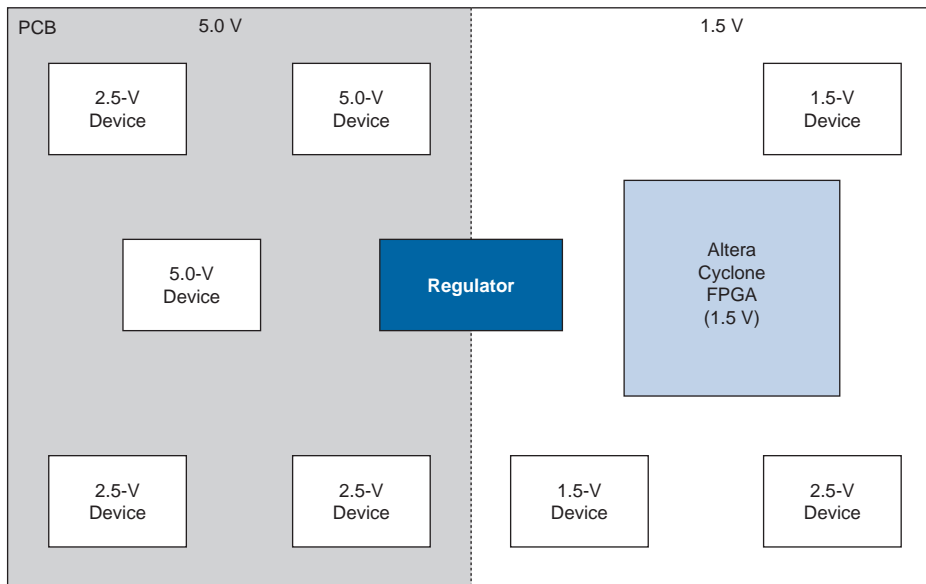 PCB
5.0 V
1.5 V
2.5-V
Device
5.0-V
Device
1.5-V
Device
5.0-V
Device
Regulator
Altera
Cyclone
FPGA
(1.5 V)
2.5-V
Device
2.5-V
Device
1.5-V
Device
2.5-V
Device